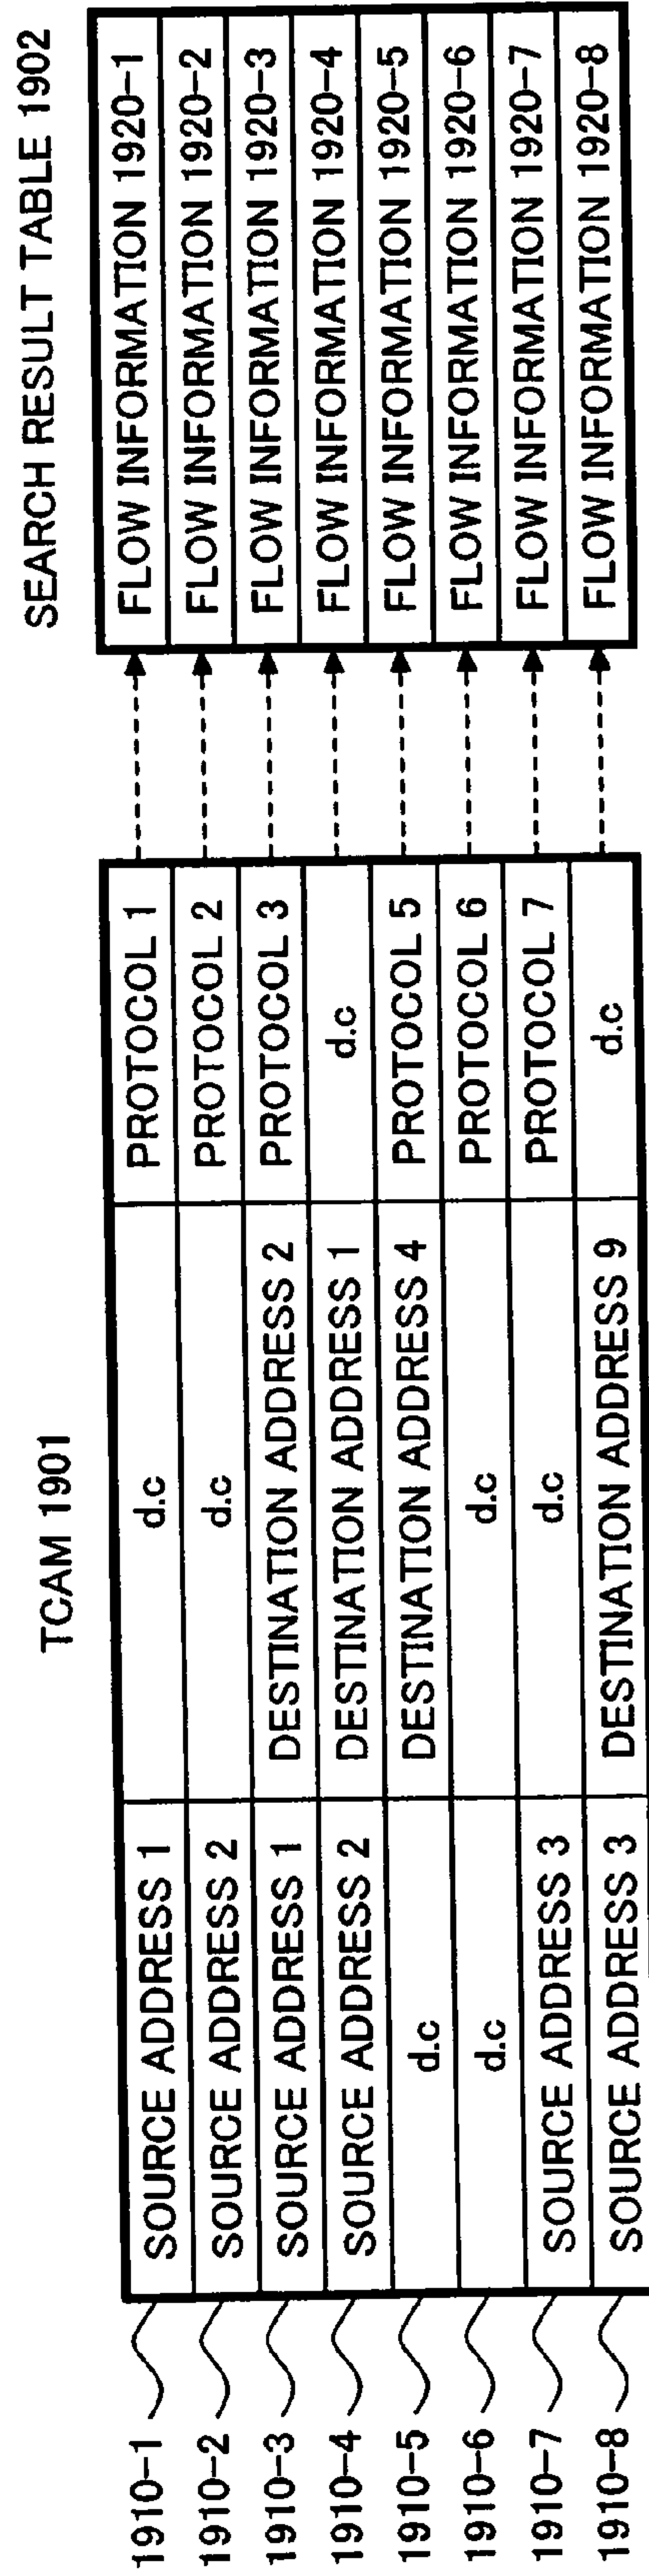 TCAM 1901
SEARCH RESULT TABLE 1902
1910-1 SOURCE ADDRESS 1 d.c PROTOCOL 1 FLOW INFORMATION 1920-1
1910-2 SOURCE ADDRESS 2 d.c PROTOCOL 2 FLOW INFORMATION 1920-2
1910-3 SOURCE ADDRESS 1 DESTINATION ADDRESS 2 PROTOCOL 3 FLOW INFORMATION 1920-3
1910-4 SOURCE ADDRESS 2 DESTINATION ADDRESS 1 d.c FLOW INFORMATION 1920-4
1910-5 d.c DESTINATION ADDRESS 4 PROTOCOL 5 FLOW INFORMATION 1920-5
1910-6 d.c d.c PROTOCOL 6 FLOW INFORMATION 1920-6
1910-7 SOURCE ADDRESS 3 d.c PROTOCOL 7 FLOW INFORMATION 1920-7
1910-8 SOURCE ADDRESS 3 DESTINATION ADDRESS 9 d.c FLOW INFORMATION 1920-8